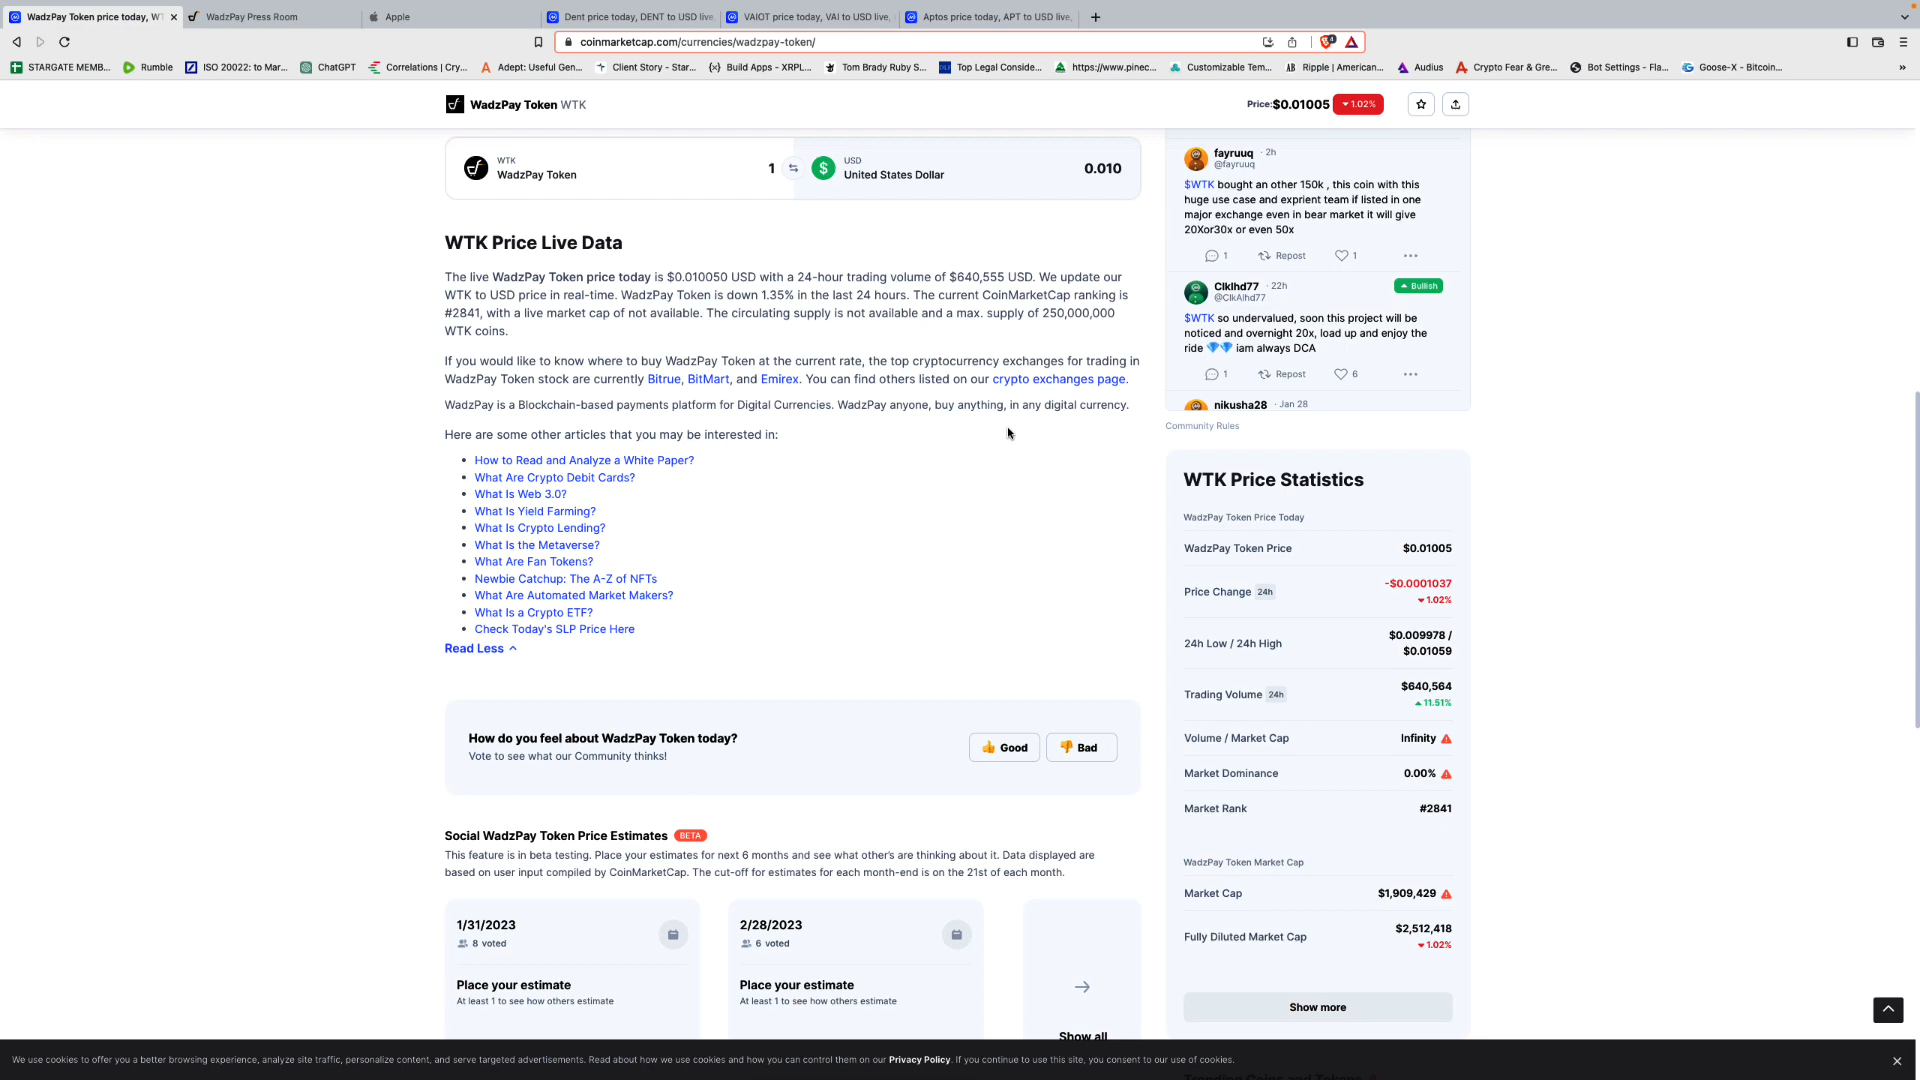 WadzPay Token price today, WT
WadzPay Press Room
Apple
Dent price today, DENT to USD live,
VAIOT price today, VAI to USD live,
Aptos price today, APT to USD live,
coinmarketcap.com/currencies/wadzpay-token/
4
STARGATE MEMB...
Rumble
ISO 20022: to Mar...
ChatGPT
Correlations | Cry...
Adept: Useful Gen...
Client Story - Star...
Build Apps - XRPL...
Tom Brady Ruby S...
Top Legal Conside...
https://www.pinec...
Customizable Tem...
Ripple | American...
Audius
Crypto Fear & Gre...
Bot Settings - Fla...
Goose-X - Bitcoin...
WadzPay Token WTK
Price:$0.01005
1.02%
WTK
WadzPay Token
1
USD
United States Dollar
0.010
WTK Price Live Data
The live WadzPay Token price today is $0.010050 USD with a 24-hour trading volume of $640,555 USD. We update our
WTK to USD price in real-time. WadzPay Token is down 1.35% in the last 24 hours. The current CoinMarketCap ranking is
#2841, with a live market cap of not available. The circulating supply is not available and a max. supply of 250,000,000
WTK coins.
If you would like to know where to buy WadzPay Token at the current rate, the top cryptocurrency exchanges for trading in
WadzPay Token stock are currently Bitrue, BitMart, and Emirex. You can find others listed on our crypto exchanges page.
WadzPay is a Blockchain-based payments platform for Digital Currencies. WadzPay anyone, buy anything, in any digital currency.
Here are some other articles that you may be interested in:
How to Read and Analyze a White Paper?
What Are Crypto Debit Cards?
What Is Web 3.0?
What Is Yield Farming?
What Is Crypto Lending?
What Is the Metaverse?
What Are Fan Tokens?
Newbie Catchup: The A-Z of NFTs
What Are Automated Market Makers?
What Is a Crypto ETF?
Check Today's SLP Price Here
Read Less
How do you feel about WadzPay Token today?
Vote to see what our Community thinks!
Good
Bad
Social WadzPay Token Price Estimates BETA
This feature is in beta testing. Place your estimates for next 6 months and see what other's are thinking about it. Data displayed are
based on user input compiled by CoinMarketCap. The cut-off for estimates for each month-end is on the 21st of each month.
1/31/2023
8 voted
Place your estimate
At least 1 to see how others estimate
2/28/2023
6 voted
Place your estimate
At least 1 to see how others estimate
Show all
fayruuq · 2h
@fayruuq
$WTK bought an other 150k , this coin with this
huge use case and exprient team if listed in one
major exchange even in bear market it will give
20Xor30x or even 50x
1 Repost 1
Clklhd77 · 22h
@ClkAlhd77
Bullish
$WTK so undervalued, soon this project will be
noticed and overnight 20x, load up and enjoy the
ride 💎💎 iam always DCA
1 Repost 6
nikusha28 · Jan 28
Community Rules
WTK Price Statistics
WadzPay Token Price Today
WadzPay Token Price $0.01005
Price Change 24h -$0.0001037
1.02%
24h Low / 24h High $0.009978 /
$0.01059
Trading Volume 24h $640,564
11.51%
Volume / Market Cap Infinity
Market Dominance 0.00%
Market Rank #2841
WadzPay Token Market Cap
Market Cap $1,909,429
Fully Diluted Market Cap $2,512,418
1.02%
Show more
We use cookies to offer you a better browsing experience, analyze site traffic, personalize content, and serve targeted advertisements. Read about how we use cookies and how you can control them on our Privacy Policy. If you continue to use this site, you consent to our use of cookies.